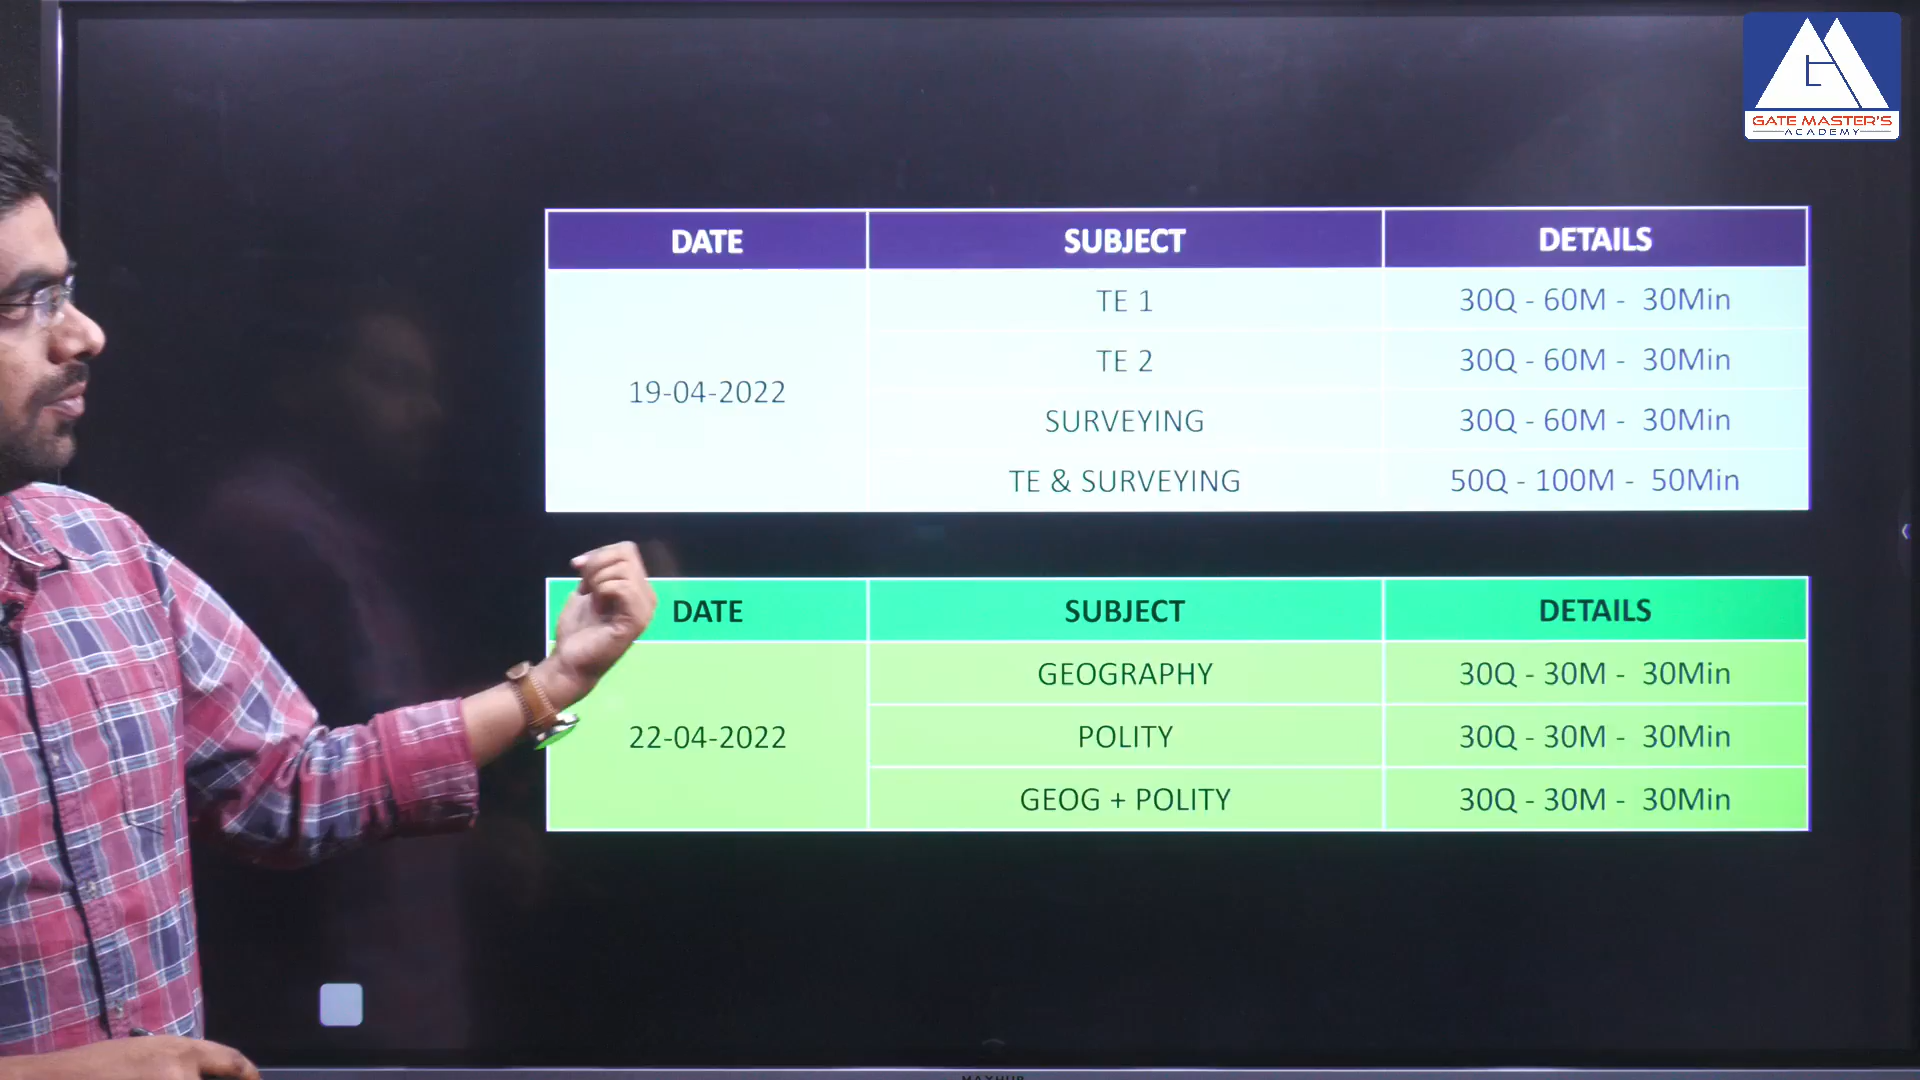 GATE MASTER'S
ACADEMY
DATE SUBJECT DETAILS
19-04-2022
TE 1 30Q - 60M - 30Min
TE 2 30Q - 60M - 30Min
SURVEYING 30Q - 60M - 30Min
TE & SURVEYING 50Q - 100M - 50Min
DATE SUBJECT DETAILS
22-04-2022
GEOGRAPHY 30Q - 30M - 30Min
POLITY 30Q - 30M - 30Min
GEOG + POLITY 30Q - 30M - 30Min